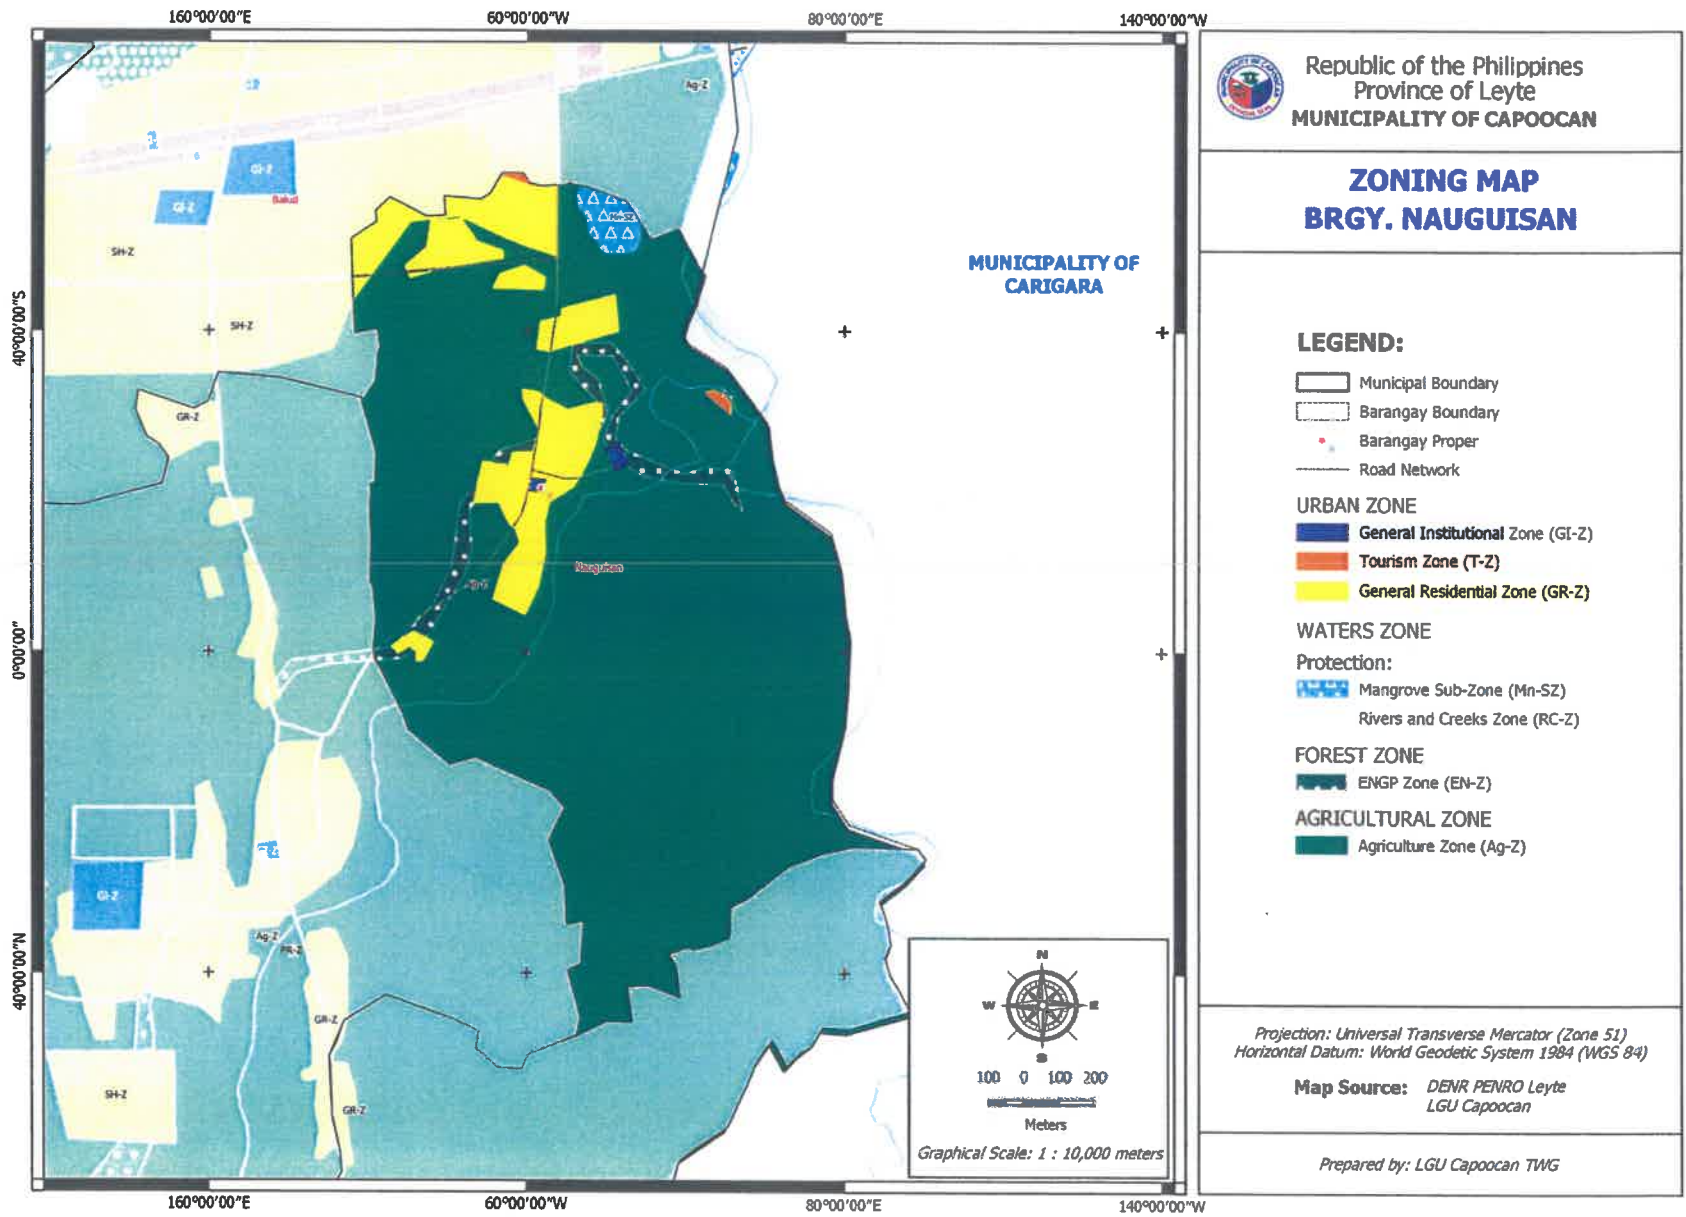 160°00'00"E
60°00'00"W
80°00'00"E
140°00'00"W
40°00'00"S
0°00'00"
40°00'00"N
160°00'00"E
60°00'00"W
80°00'00"E
140°00'00"W
Ag-Z
GI-Z
GI-Z
Balud
SH-Z
SH-Z
Mn-SZ
GR-Z
MUNICIPALITY OF
CARIGARA
Nauguisan
GI-Z
Ag-Z
PR-Z
GR-Z
SH-Z
GR-Z
N
W
E
S
100 0 100 200
Meters
Graphical Scale: 1 : 10,000 meters
Republic of the Philippines
Province of Leyte
MUNICIPALITY OF CAPOOCAN
ZONING MAP
BRGY. NAUGUISAN
LEGEND:
Municipal Boundary
Barangay Boundary
Barangay Proper
Road Network
URBAN ZONE
General Institutional Zone (GI-Z)
Tourism Zone (T-Z)
General Residential Zone (GR-Z)
WATERS ZONE
Protection:
Mangrove Sub-Zone (Mn-SZ)
Rivers and Creeks Zone (RC-Z)
FOREST ZONE
ENGP Zone (EN-Z)
AGRICULTURAL ZONE
Agriculture Zone (Ag-Z)
Projection: Universal Transverse Mercator (Zone 51)
Horizontal Datum: World Geodetic System 1984 (WGS 84)
Map Source: DENR PENRO Leyte
LGU Capoocan
Prepared by: LGU Capoocan TWG